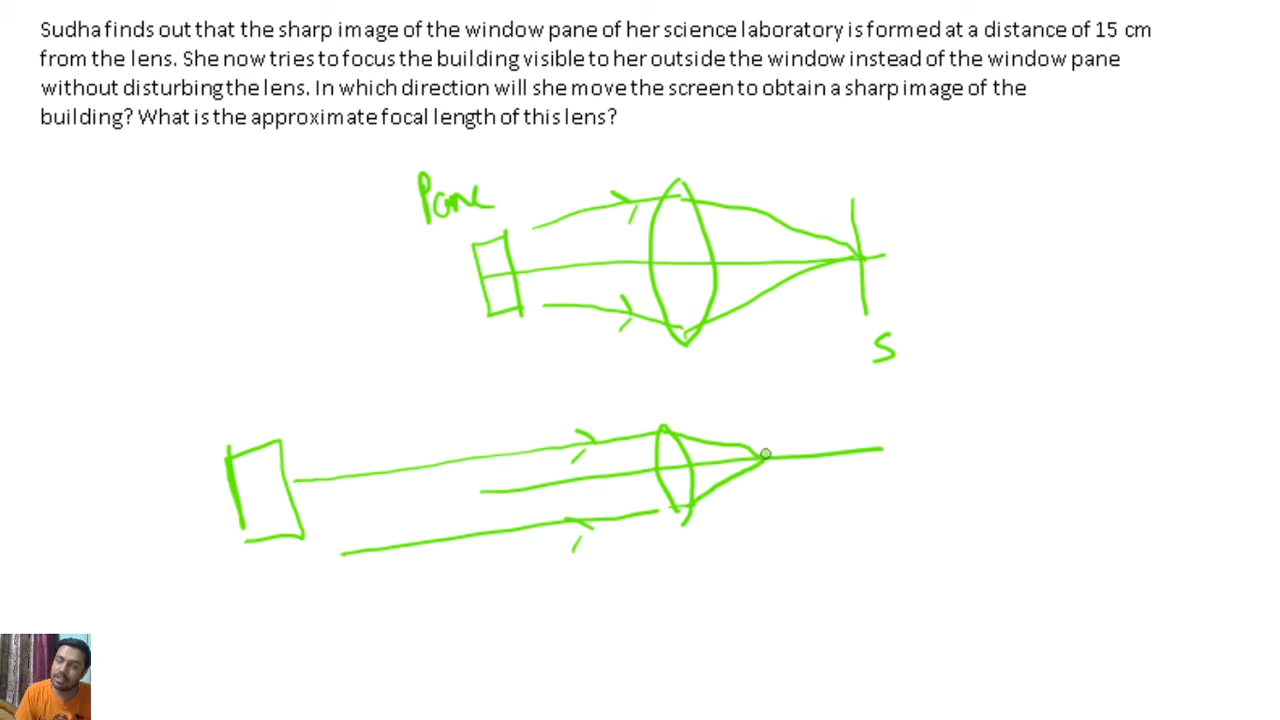 Sudha finds out that the sharp image of the window pane of her science laboratory is formed at a distance of 15 cm
from the lens. She now tries to focus the building visible to her outside the window instead of the window pane
without disturbing the lens. In which direction will she move the screen to obtain a sharp image of the
building? What is the approximate focal length of this lens?
Pane
S